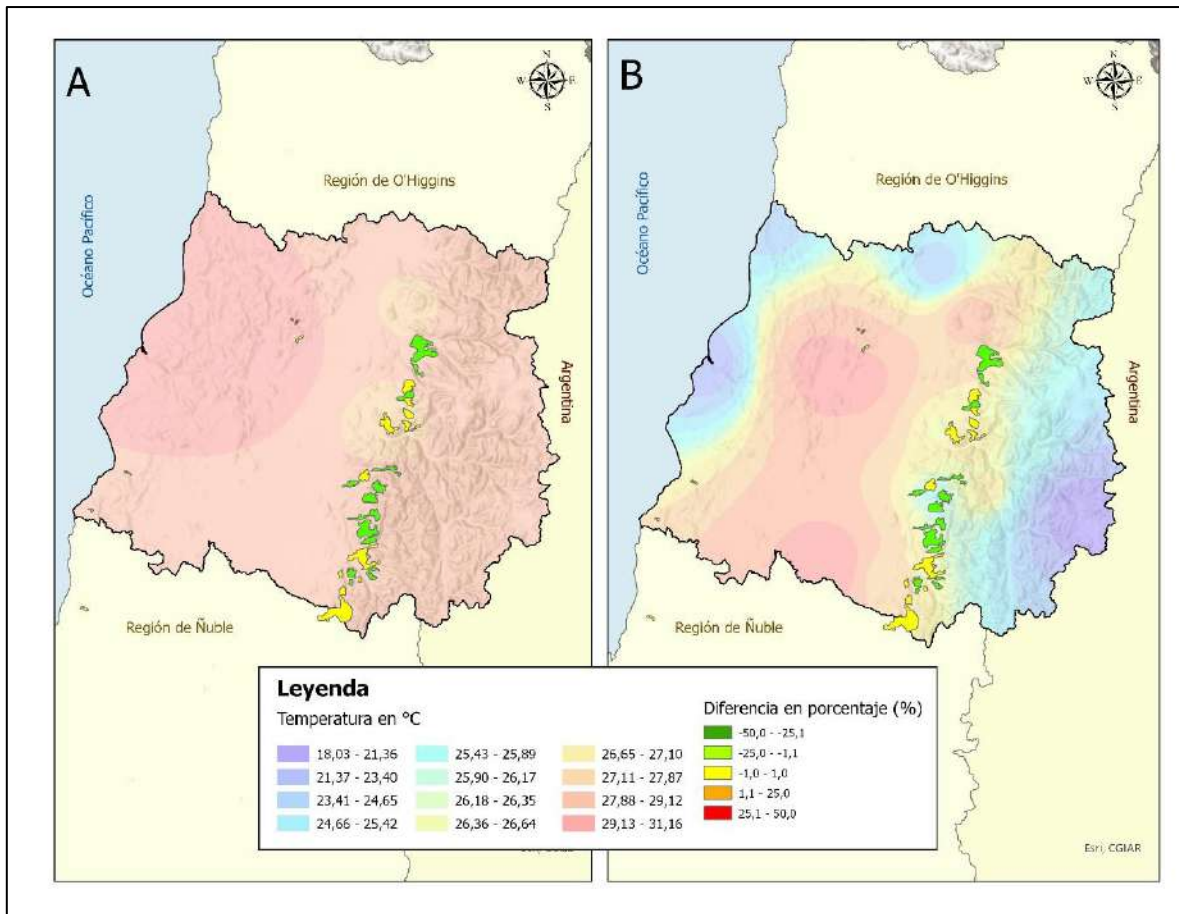 A
N
W
E
S
Océano Pacífico
Región de O'Higgins
Argentina
Región de Ñuble
B
N
W
E
S
Océano Pacífico
Región de O'Higgins
Argentina
Región de Ñuble
Leyenda
Temperatura en °C
18,03 - 21,36
21,37 - 23,40
23,41 - 24,65
24,66 - 25,42
25,43 - 25,89
25,90 - 26,17
26,18 - 26,35
26,36 - 26,64
26,65 - 27,10
27,11 - 27,87
27,88 - 29,12
29,13 - 31,16
Diferencia en porcentaje (%)
-50,0 - -25,1
-25,0 - -1,1
-1,0 - 1,0
1,1 - 25,0
25,1 - 50,0
Esri, CGIAR